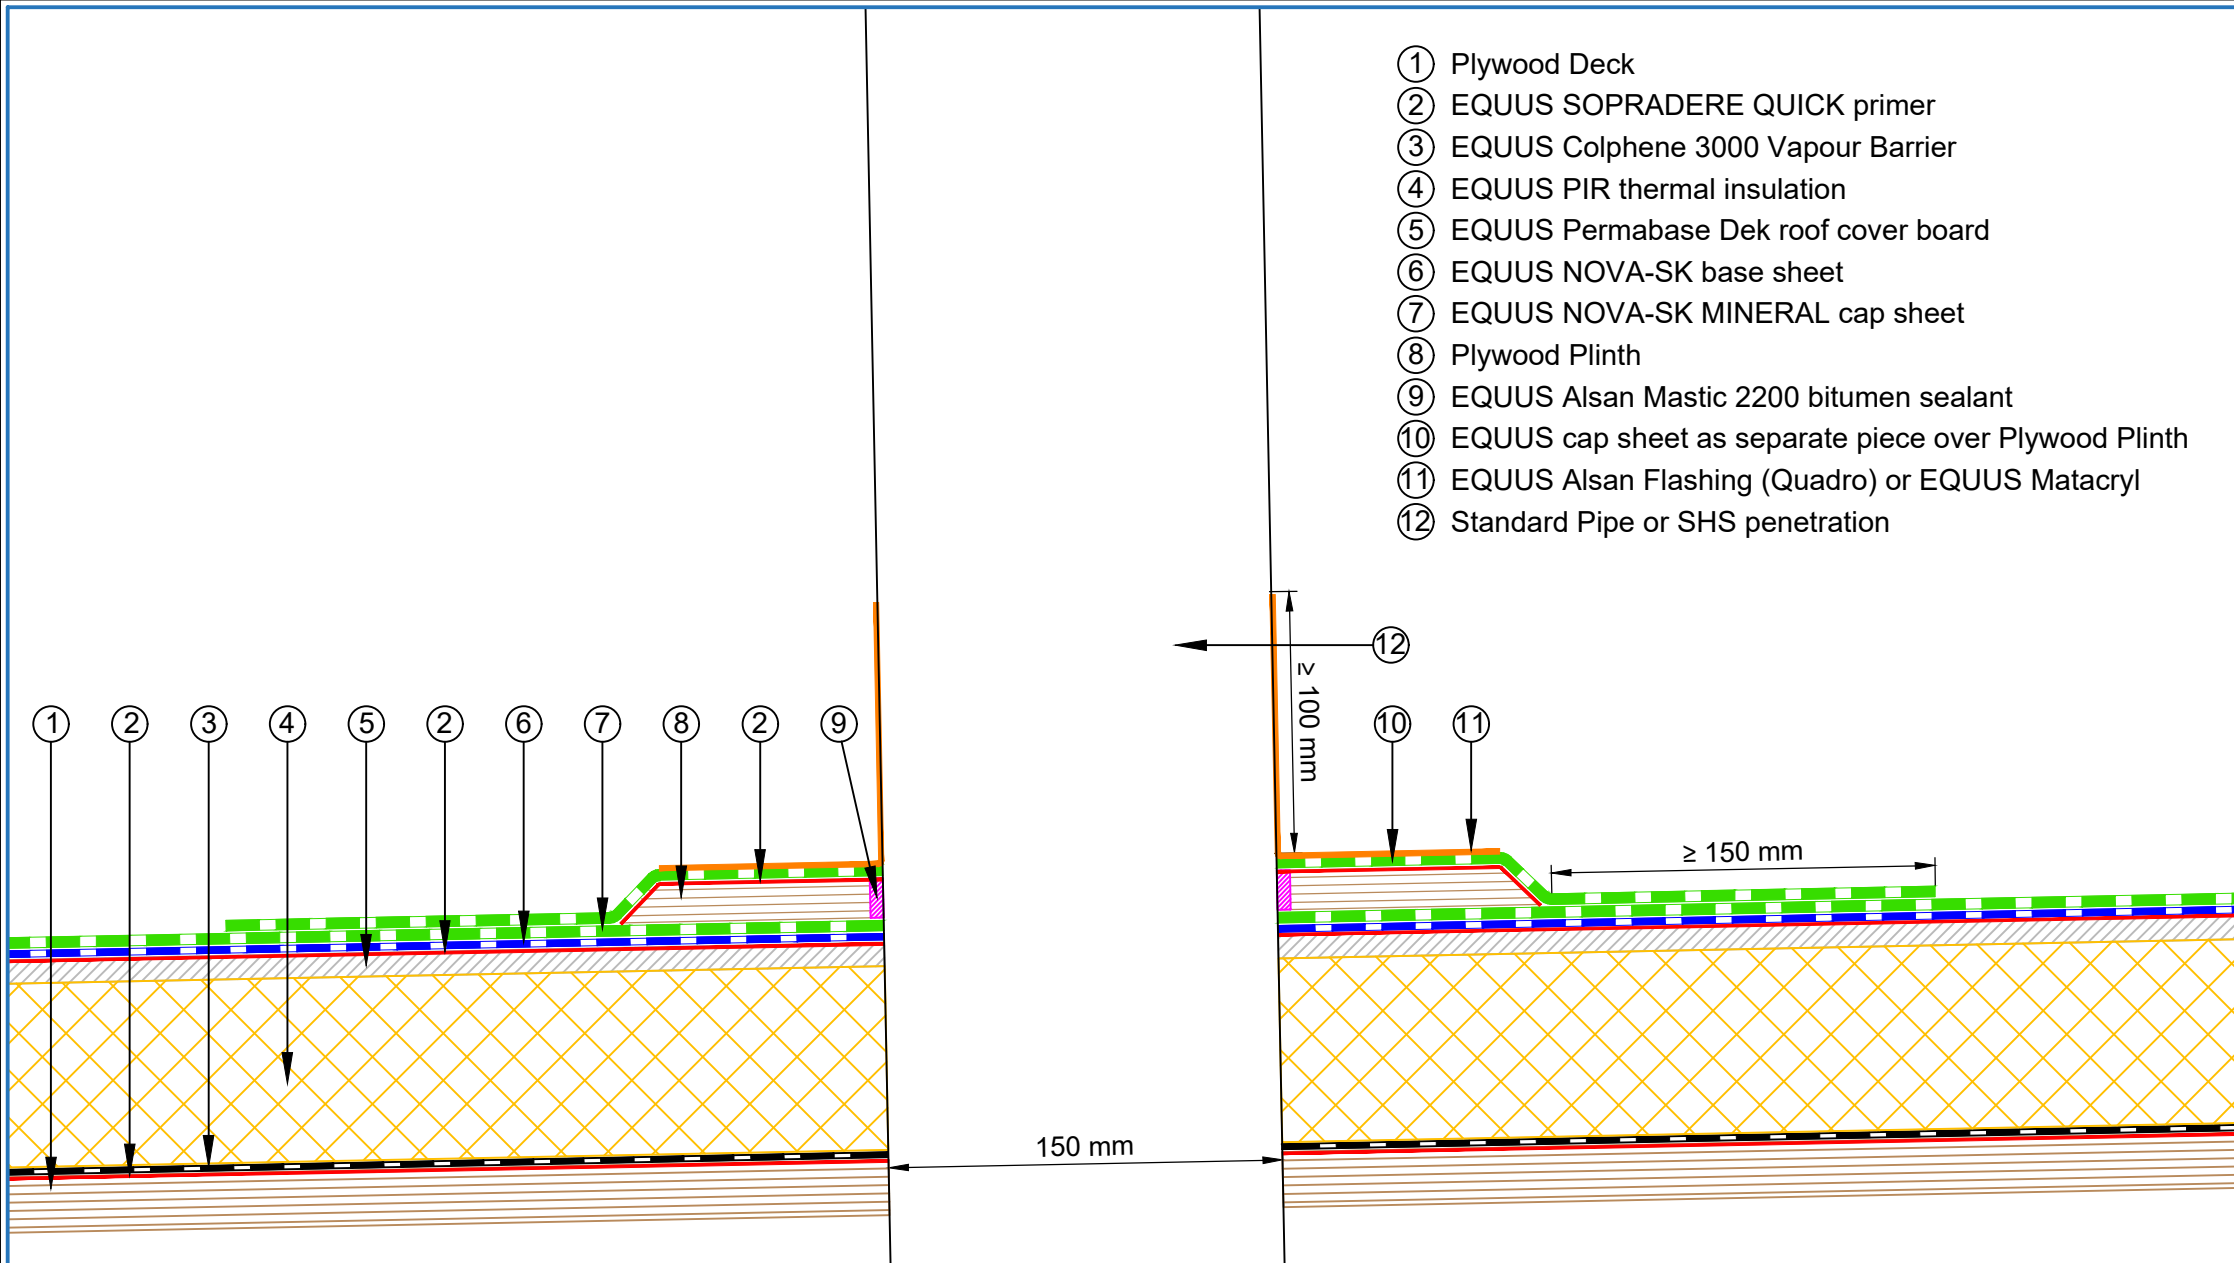 1 Plywood Deck
2 EQUUS SOPRADERE QUICK primer
3 EQUUS Colphene 3000 Vapour Barrier
4 EQUUS PIR thermal insulation
5 EQUUS Permabase Dek roof cover board
6 EQUUS NOVA-SK base sheet
7 EQUUS NOVA-SK MINERAL cap sheet
8 Plywood Plinth
9 EQUUS Alsan Mastic 2200 bitumen sealant
10 EQUUS cap sheet as separate piece over Plywood Plinth
11 EQUUS Alsan Flashing (Quadro) or EQUUS Matacryl
12 Standard Pipe or SHS penetration
12
≥ 100 mm
1 2 3 4 5 2 6 7 8 2 9 10 11
≥ 150 mm
150 mm